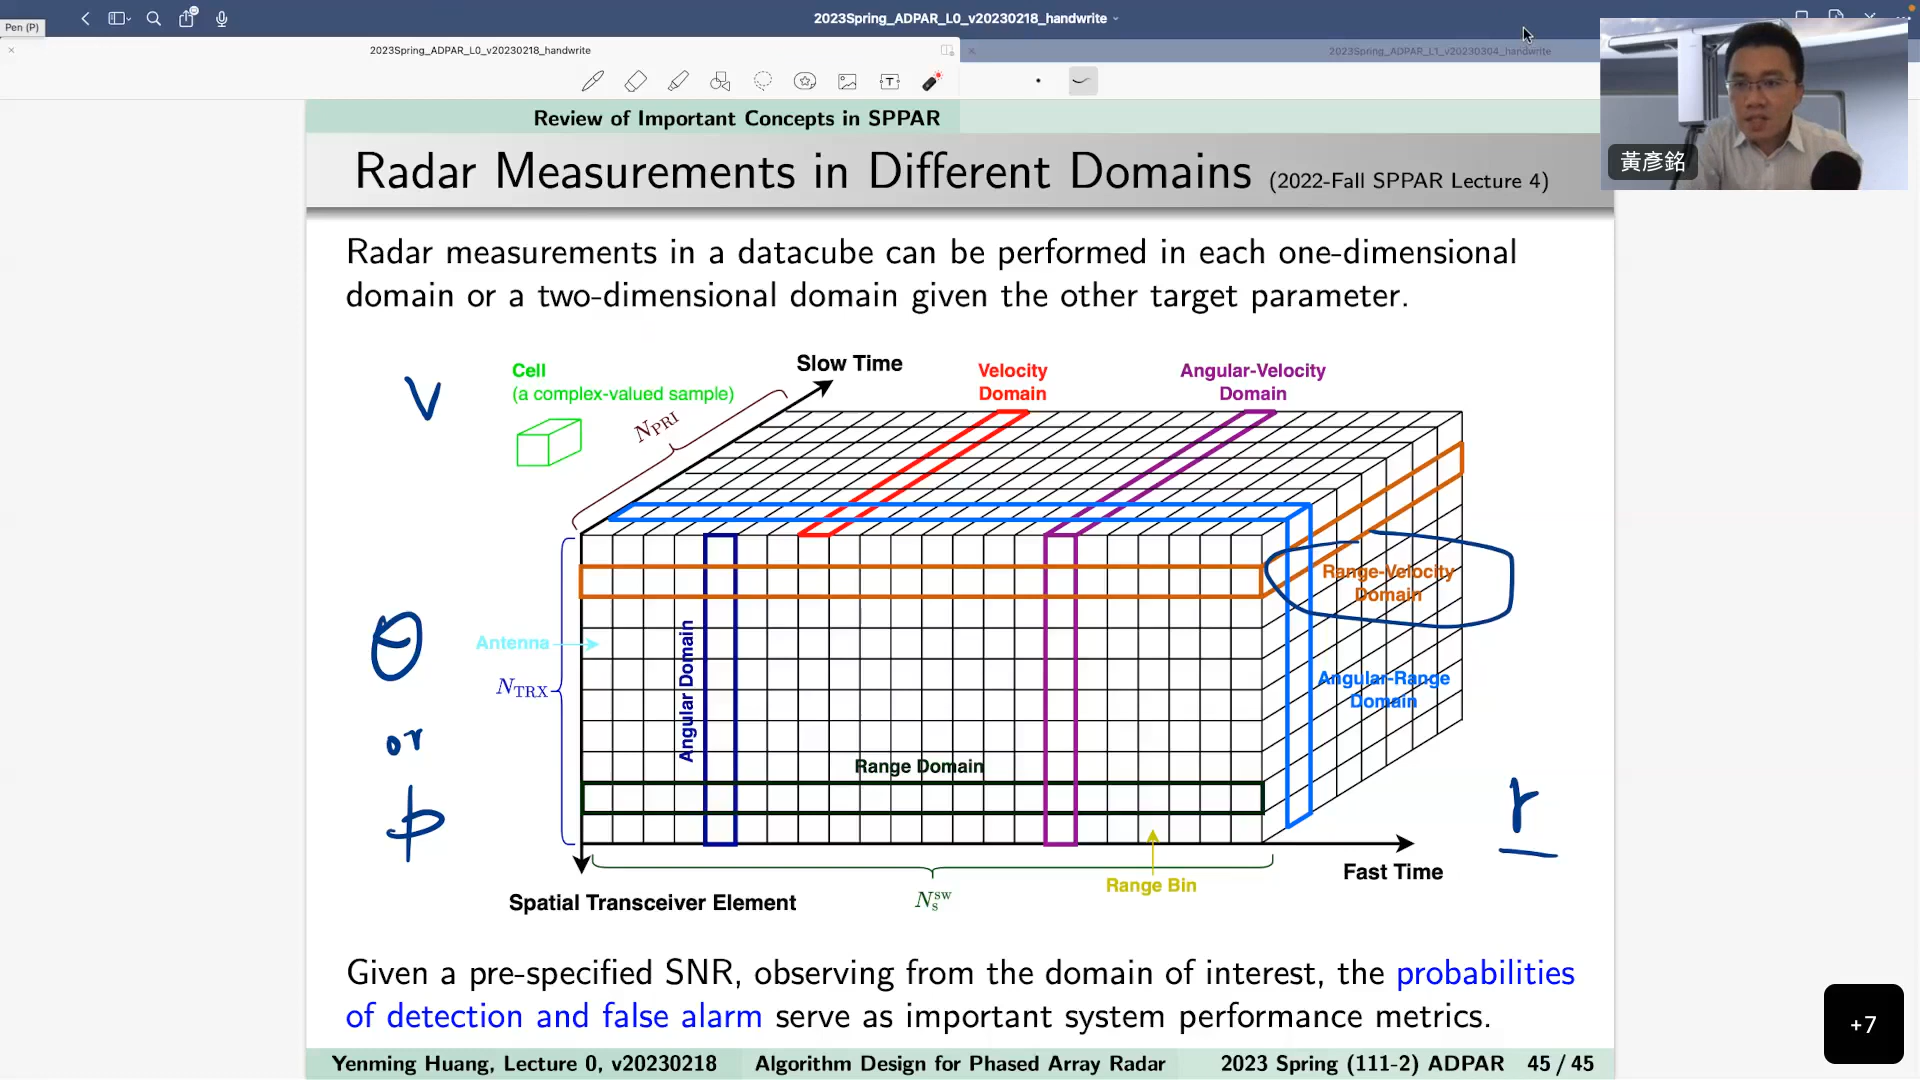 2023Spring_ADPAR_L0_v20230218_handwrite
Pen (P)
2023Spring_ADPAR_L0_v20230218_handwrite
2023Spring_ADPAR_L1_v20230304_handwrite
黃彥銘
Review of Important Concepts in SPPAR
Radar Measurements in Different Domains (2022-Fall SPPAR Lecture 4)
Radar measurements in a datacube can be performed in each one-dimensional
domain or a two-dimensional domain given the other target parameter.
Slow Time
Cell
(a complex-valued sample)
Velocity
Domain
Angular-Velocity
Domain
V
N_PRI
Range-Velocity
Domain
θ
Antenna
N_TRX
Angular Domain
Angular-Range
Domain
or
Range Domain
ϕ
r
Fast Time
Range Bin
Spatial Transceiver Element
N_s^sw
Given a pre-specified SNR, observing from the domain of interest, the probabilities
of detection and false alarm serve as important system performance metrics.
+7
Yenming Huang, Lecture 0, v20230218 Algorithm Design for Phased Array Radar 2023 Spring (111-2) ADPAR 45 / 45